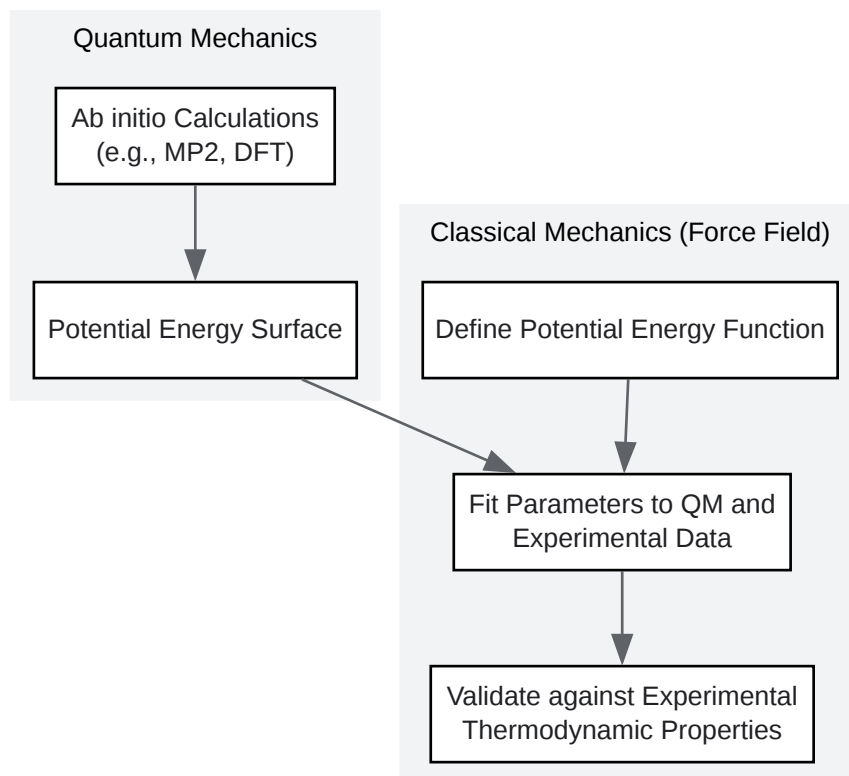 Quantum Mechanics
Ab initio Calculations
(e.g., MP2, DFT)
Potential Energy Surface
Classical Mechanics (Force Field)
Define Potential Energy Function
Fit Parameters to QM and
Experimental Data
Validate against Experimental
Thermodynamic Properties